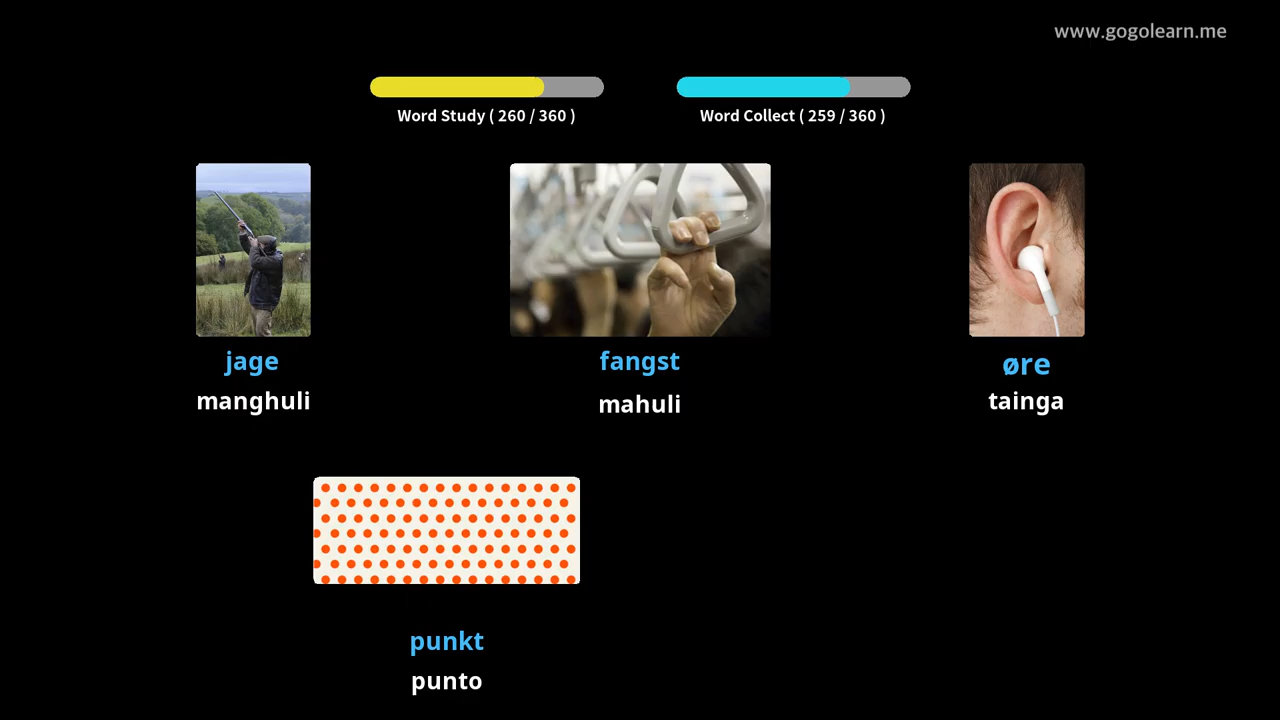 www.gogolearn.me
Word Study ( 260 / 360 )
Word Collect ( 259 / 360 )
jage
manghuli
fangst
mahuli
øre
tainga
punkt
punto